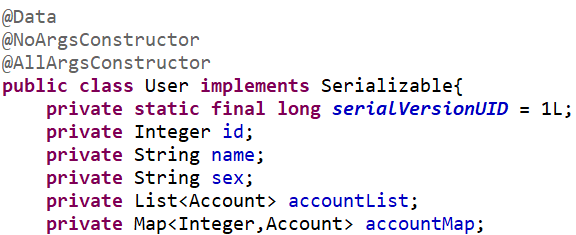 @Data
@NoArgsConstructor
@AllArgsConstructor
public class User implements Serializable{
    private static final long serialVersionUID = 1L;
    private Integer id;
    private String name;
    private String sex;
    private List<Account> accountList;
    private Map<Integer,Account> accountMap;